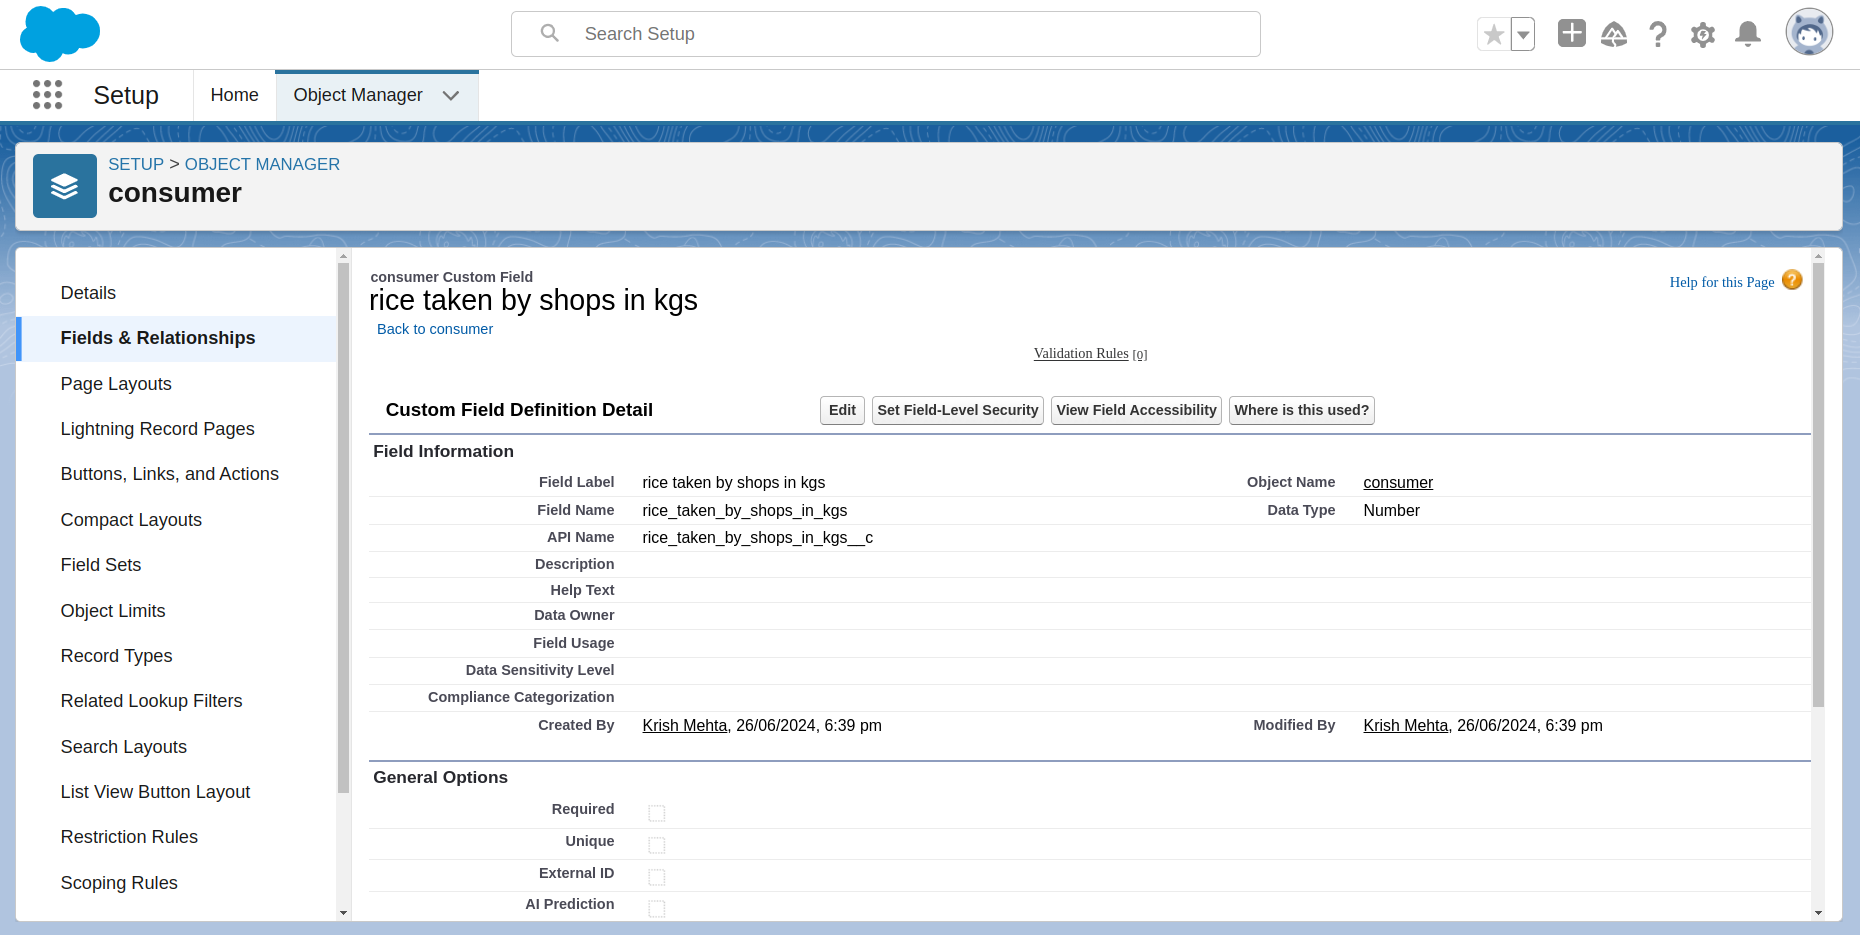 Search Setup
Setup
Home
Object Manager
SETUP > OBJECT MANAGER
consumer
Details
Fields & Relationships
Page Layouts
Lightning Record Pages
Buttons, Links, and Actions
Compact Layouts
Field Sets
Object Limits
Record Types
Related Lookup Filters
Search Layouts
List View Button Layout
Restriction Rules
Scoping Rules
consumer Custom Field
rice taken by shops in kgs
Back to consumer
Help for this Page ?
Validation Rules [0]
Custom Field Definition Detail
Edit
Set Field-Level Security
View Field Accessibility
Where is this used?
Field Information
Field Label rice taken by shops in kgs Object Name consumer
Field Name rice_taken_by_shops_in_kgs Data Type Number
API Name rice_taken_by_shops_in_kgs__c
Description
Help Text
Data Owner
Field Usage
Data Sensitivity Level
Compliance Categorization
Created By Krish Mehta, 26/06/2024, 6:39 pm Modified By Krish Mehta, 26/06/2024, 6:39 pm
General Options
Required
Unique
External ID
AI Prediction